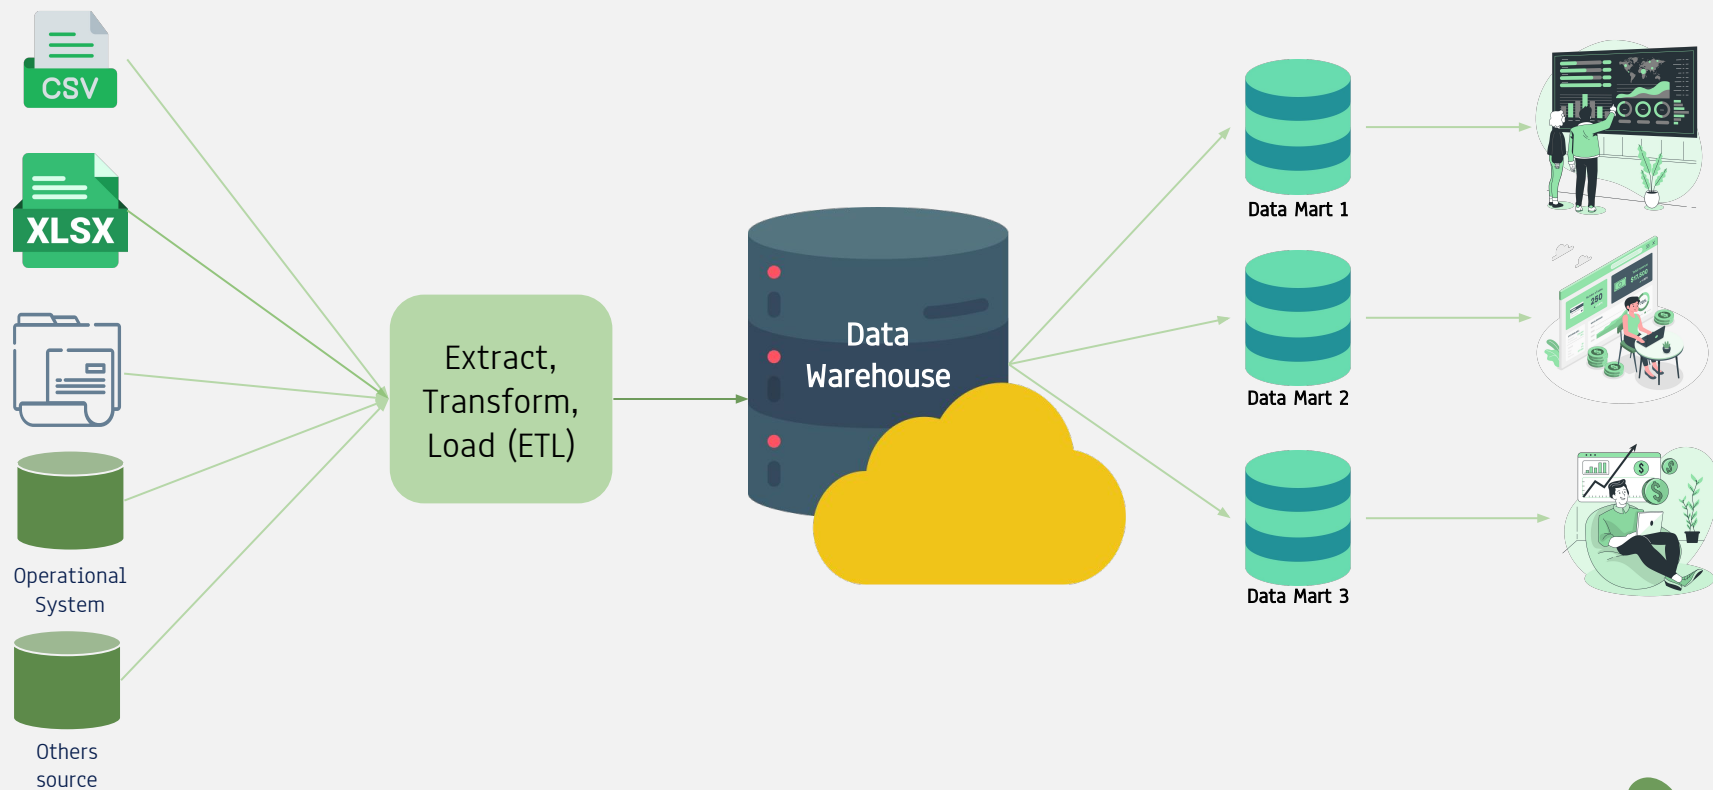 CSV
XLSX
Operational
System
Others
source
Extract,
Transform,
Load (ETL)
Data
Warehouse
Data Mart 1
Data Mart 2
Data Mart 3
250